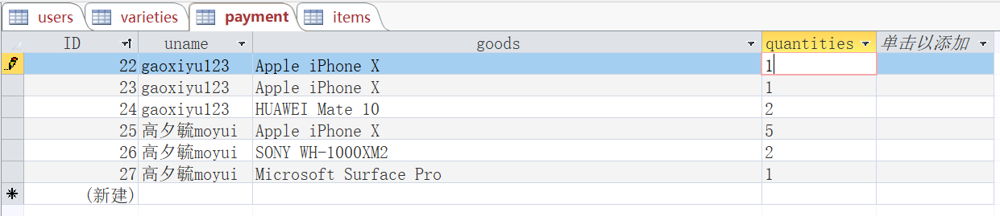 users varieties payment items
ID uname goods quantities 单击以添加
22 gaoxiyu123 Apple iPhone X 1
23 gaoxiyu123 Apple iPhone X 1
24 gaoxiyu123 HUAWEI Mate 10 2
25 高夕毓moyui Apple iPhone X 5
26 高夕毓moyui SONY WH-1000XM2 2
27 高夕毓moyui Microsoft Surface Pro 1
(新建)